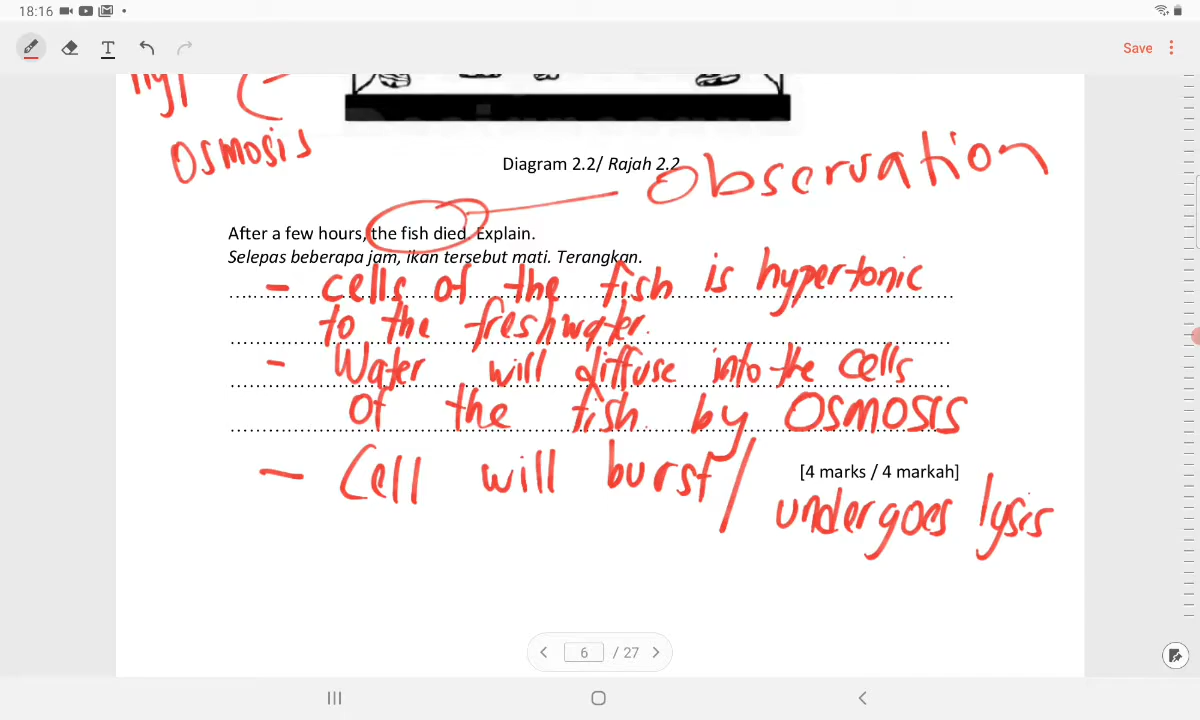 18:16
T
Save
OSMOSIS
Diagram 2.2/ Rajah 2.2
Observation
After a few hours, the fish died. Explain.
Selepas beberapa jam, ikan tersebut mati. Terangkan.
- cells of the fish is hypertonic
to the freshwater.
- Water will diffuse into the cells
of the fish by OSMOSIS
- Cell will burst /
[4 marks / 4 markah]
undergoes lysis
6 / 27